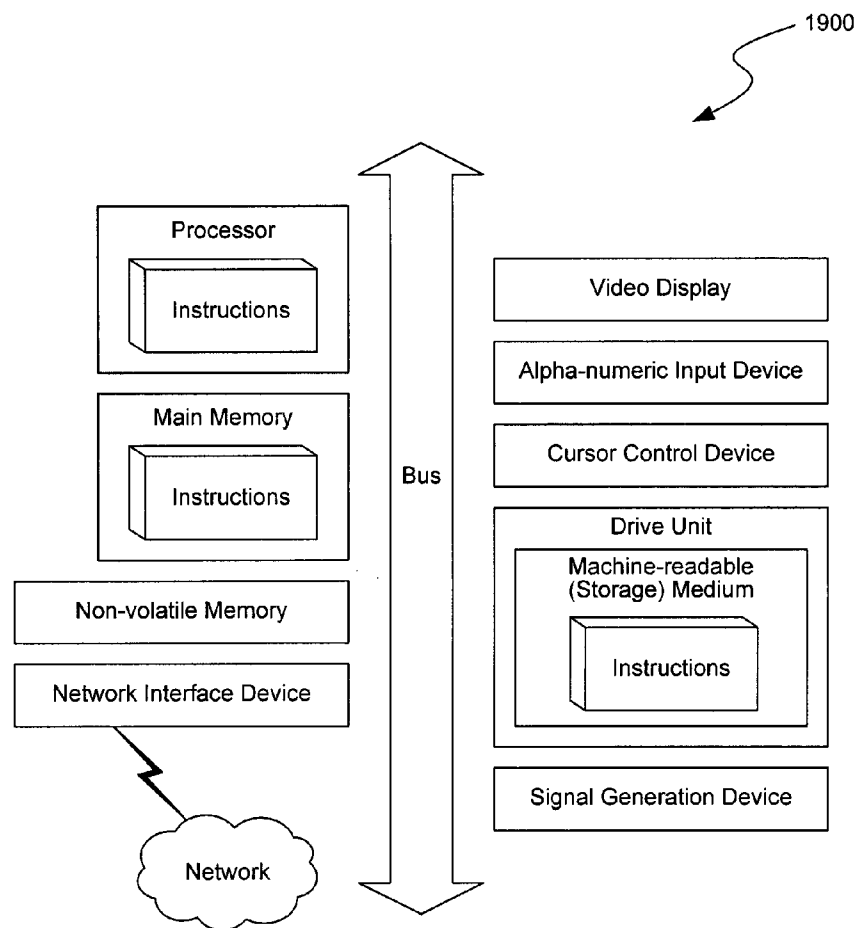 1900
Processor
Instructions
Main Memory
Instructions
Non-volatile Memory
Network Interface Device
Network
Bus
Video Display
Alpha-numeric Input Device
Cursor Control Device
Drive Unit
Machine-readable
(Storage) Medium
Instructions
Signal Generation Device